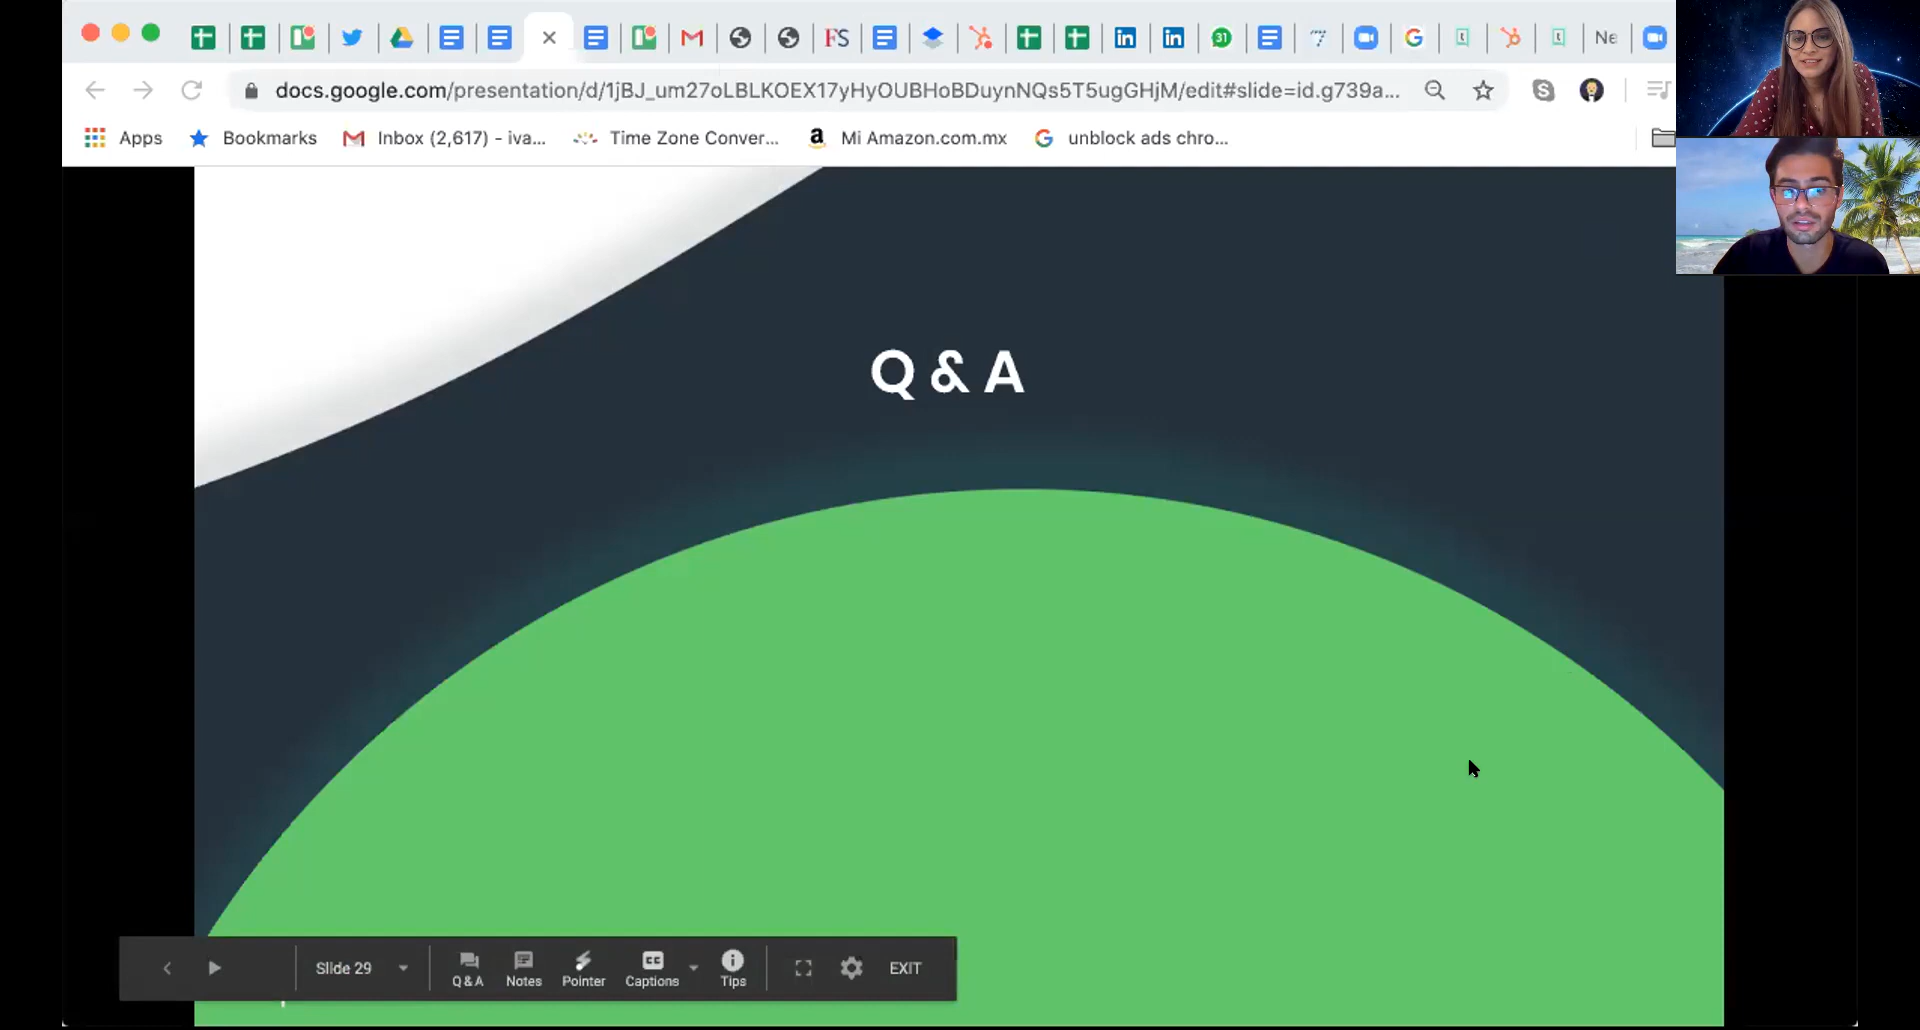 FS
31
Ne
docs.google.com/presentation/d/1jBJ_um27oLBLKOEX17yHyOUBHoBDuynNQs5T5ugGHjM/edit#slide=id.g739a...
Apps Bookmarks Inbox (2,617) - iva... Time Zone Conver... Mi Amazon.com.mx unblock ads chro...
Q & A
Slide 29 Q&A Notes Pointer Captions Tips EXIT